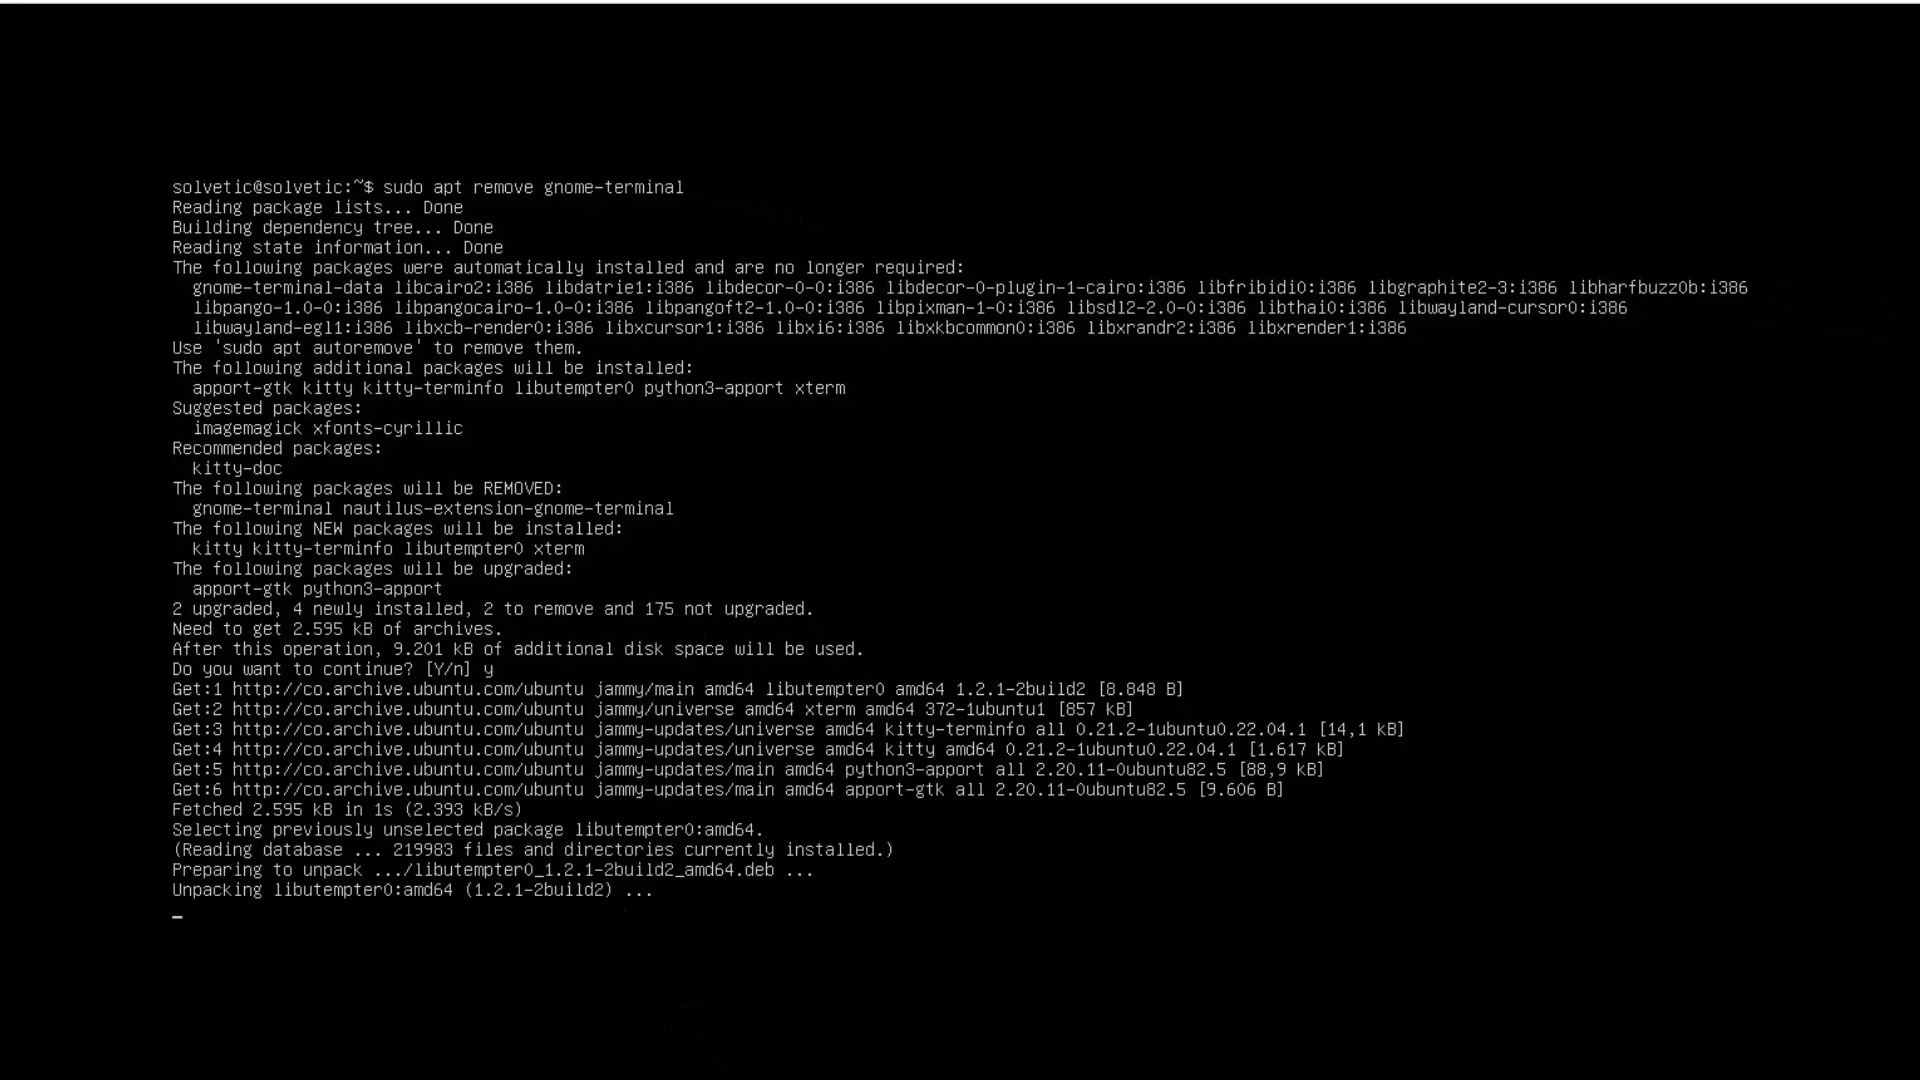 solvetic@solvetic:~$ sudo apt remove gnome-terminal
Reading package lists... Done
Building dependency tree... Done
Reading state information... Done
The following packages were automatically installed and are no longer required:
  gnome-terminal-data libcairo2:i386 libdatrie1:i386 libdecor-0-0:i386 libdecor-0-plugin-1-cairo:i386 libfribidi0:i386 libgraphite2-3:i386 libharfbuzz0b:i386
  libpango-1.0-0:i386 libpangocairo-1.0-0:i386 libpangoft2-1.0-0:i386 libpixman-1-0:i386 libsdl2-2.0-0:i386 libthai0:i386 libwayland-cursor0:i386
  libwayland-egl1:i386 libxcb-render0:i386 libxcursor1:i386 libxi6:i386 libxkbcommon0:i386 libxrandr2:i386 libxrender1:i386
Use 'sudo apt autoremove' to remove them.
The following additional packages will be installed:
  apport-gtk kitty kitty-terminfo libutempter0 python3-apport xterm
Suggested packages:
  imagemagick xfonts-cyrillic
Recommended packages:
  kitty-doc
The following packages will be REMOVED:
  gnome-terminal nautilus-extension-gnome-terminal
The following NEW packages will be installed:
  kitty kitty-terminfo libutempter0 xterm
The following packages will be upgraded:
  apport-gtk python3-apport
2 upgraded, 4 newly installed, 2 to remove and 175 not upgraded.
Need to get 2.595 kB of archives.
After this operation, 9.201 kB of additional disk space will be used.
Do you want to continue? [Y/n] y
Get:1 http://co.archive.ubuntu.com/ubuntu jammy/main amd64 libutempter0 amd64 1.2.1-2build2 [8.848 B]
Get:2 http://co.archive.ubuntu.com/ubuntu jammy/universe amd64 xterm amd64 372-1ubuntu1 [857 kB]
Get:3 http://co.archive.ubuntu.com/ubuntu jammy-updates/universe amd64 kitty-terminfo all 0.21.2-1ubuntu0.22.04.1 [14,1 kB]
Get:4 http://co.archive.ubuntu.com/ubuntu jammy-updates/universe amd64 kitty amd64 0.21.2-1ubuntu0.22.04.1 [1.617 kB]
Get:5 http://co.archive.ubuntu.com/ubuntu jammy-updates/main amd64 python3-apport all 2.20.11-0ubuntu82.5 [88,9 kB]
Get:6 http://co.archive.ubuntu.com/ubuntu jammy-updates/main amd64 apport-gtk all 2.20.11-0ubuntu82.5 [9.606 B]
Fetched 2.595 kB in 1s (2.393 kB/s)
Selecting previously unselected package libutempter0:amd64.
(Reading database ... 219983 files and directories currently installed.)
Preparing to unpack .../libutempter0_1.2.1-2build2_amd64.deb ...
Unpacking libutempter0:amd64 (1.2.1-2build2) ...